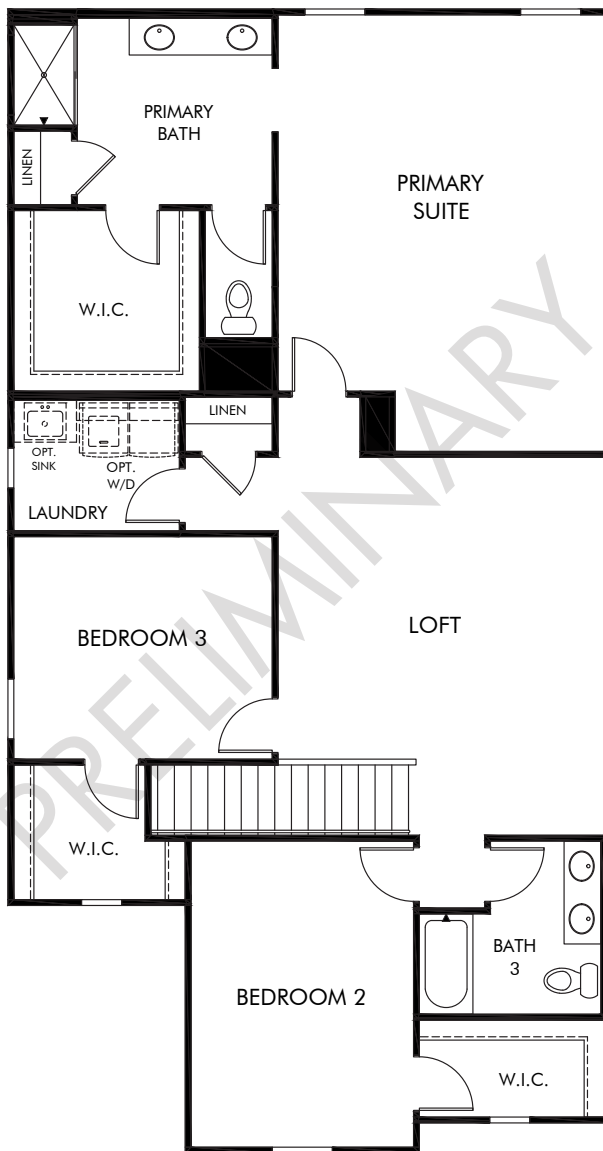 PRIMARY
BATH
LINEN
PRIMARY
SUITE
W.I.C.
LINEN
OPT.
SINK
OPT.
W/D
LAUNDRY
BEDROOM 3
LOFT
PRELIMINARY
W.I.C.
BATH
3
BEDROOM 2
W.I.C.